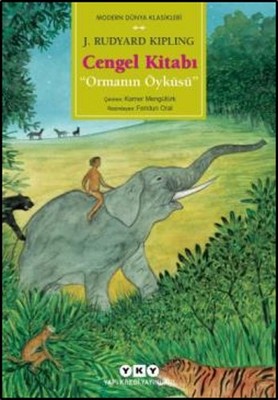 MODERN DÜNYA KLASİKLERİ
J. RUDYARD KIPLING
Cengel Kitabı
"Ormanın Öyküsü"
Çeviren: Kamer Mengütürk
Resimleyen: Feridun Oral
YKY
YAPI KREDİ YAYINLARI